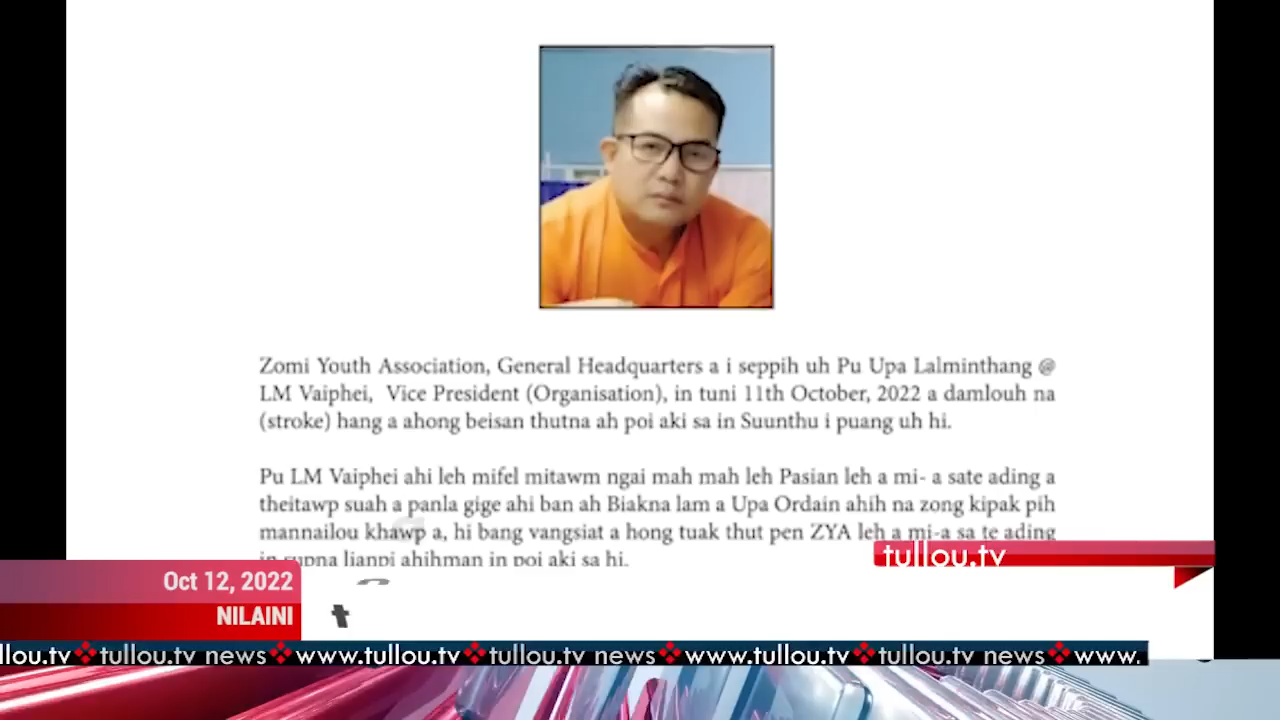 Zomi Youth Association, General Headquarters a i seppih uh Pu Upa Lalminthang @
LM Vaiphei, Vice President (Organisation), in tuni 11th October, 2022 a damlouh na
(stroke) hang a ahong beisan thutna ah poi aki sa in Suunthu i puang uh hi.
Pu LM Vaiphei ahi leh mifel mitawm ngai mah mah leh Pasian leh a mi- a sate ading a
theitawp suah a panla gige ahi ban ah Biakna lam a Upa Ordain ahih na zong kipak pih
mannailou khawp a, hi bang vangsiat a hong tuak thut pen ZYA leh a mi-a sa te ading
in supna lianpi ahihman in poi aki sa hi.
tullou.tv
Oct 12, 2022
NILAINI
t
llou.tv tullou.tv news www.tullou.tv tullou.tv news www.tullou.tv tullou.tv news www.